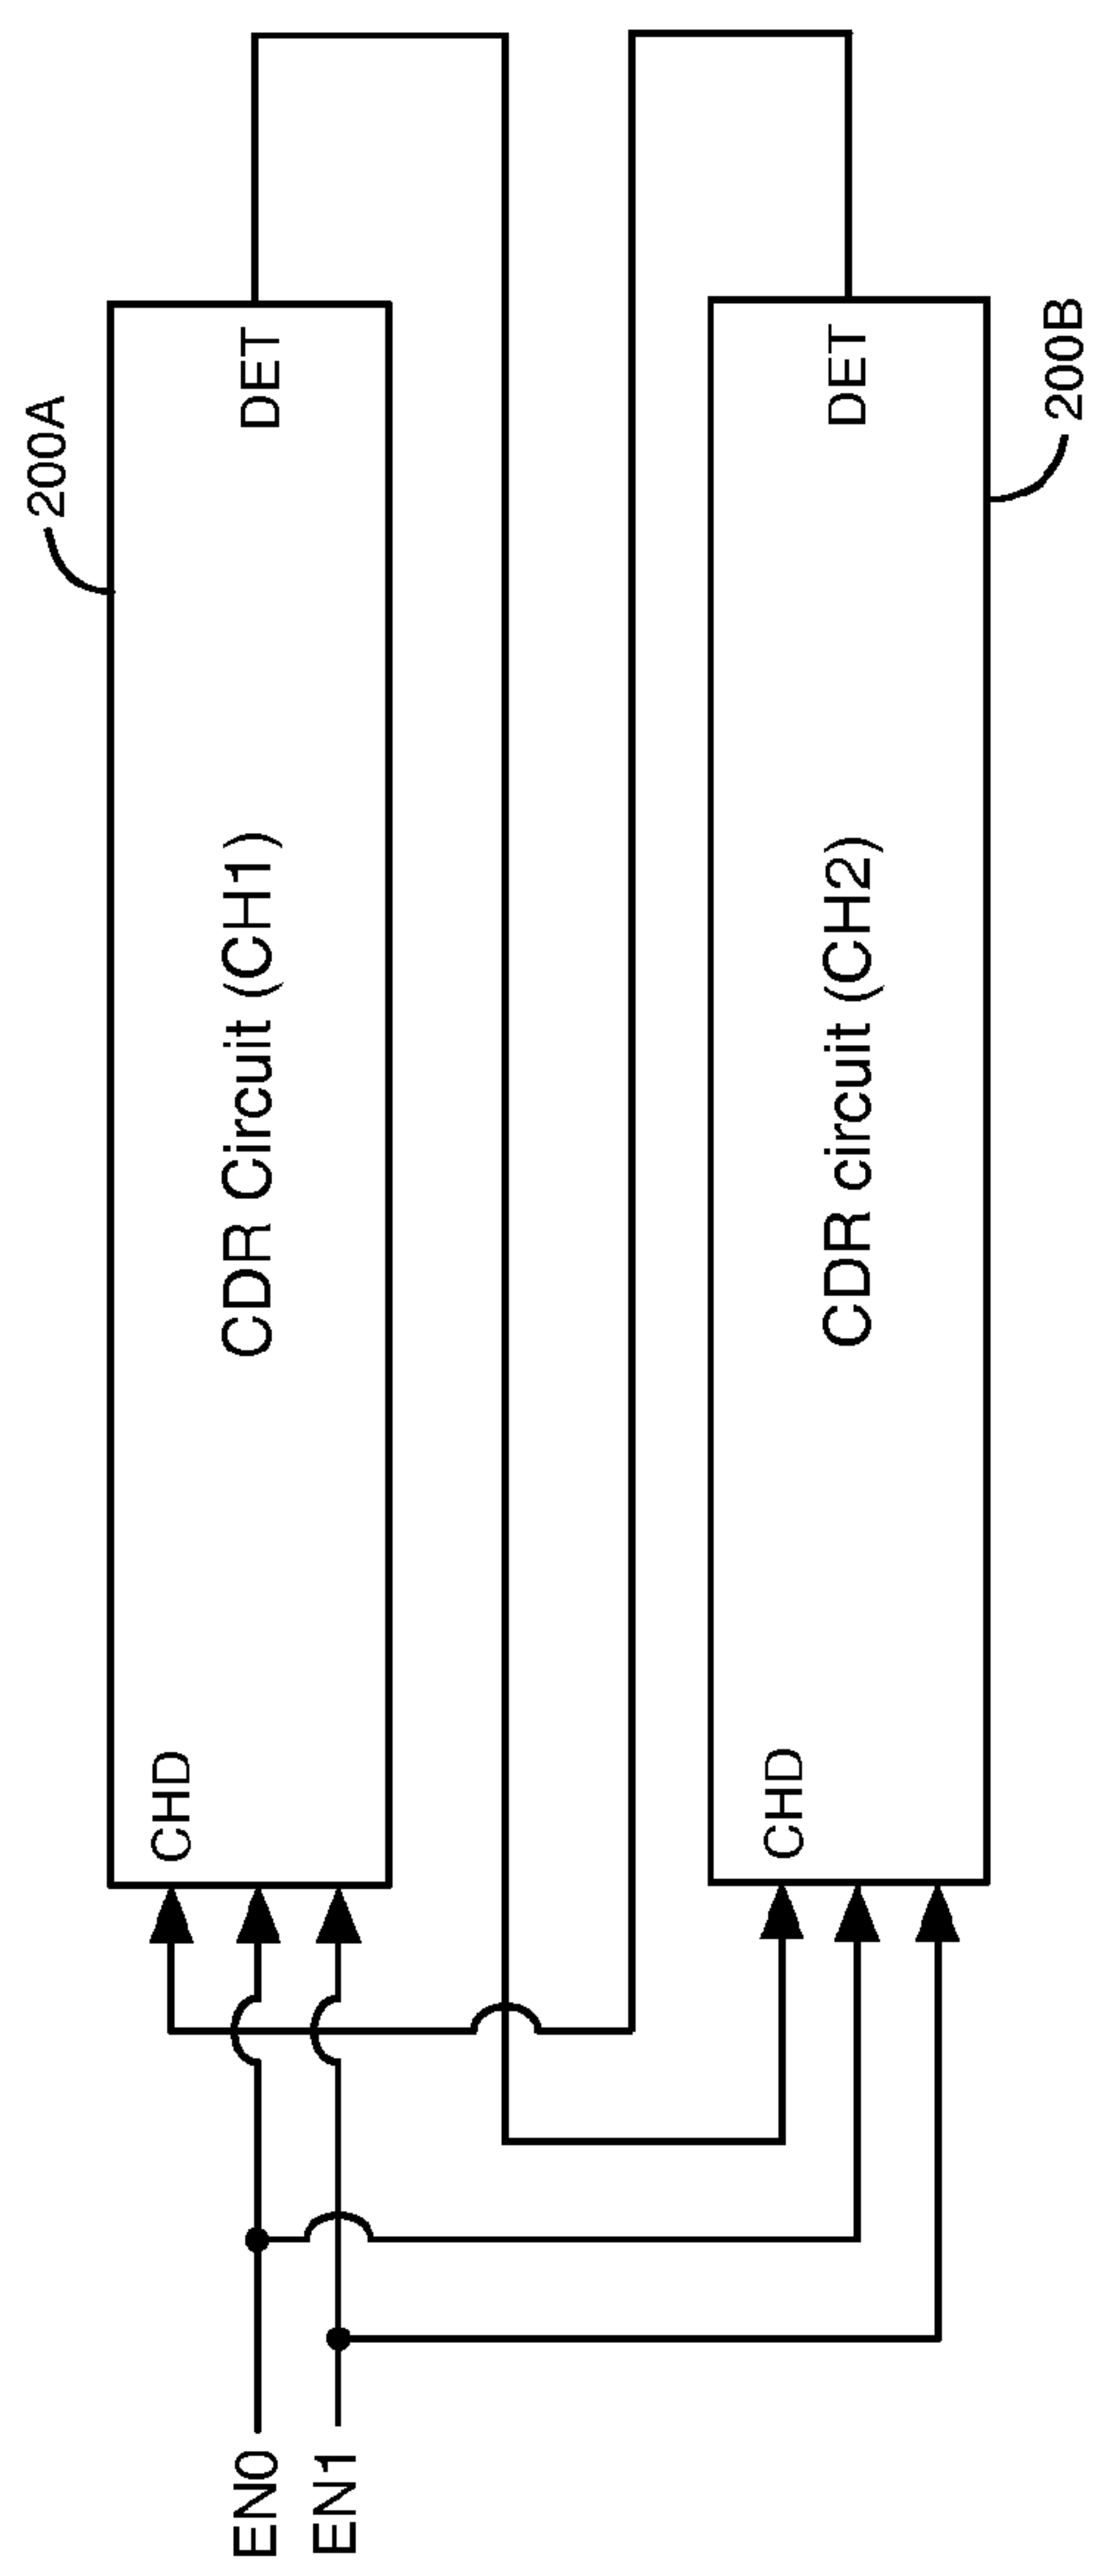 200A
CHD
CDR Circuit (CH1)
DET
EN0
EN1
CHD
CDR circuit (CH2)
DET
200B